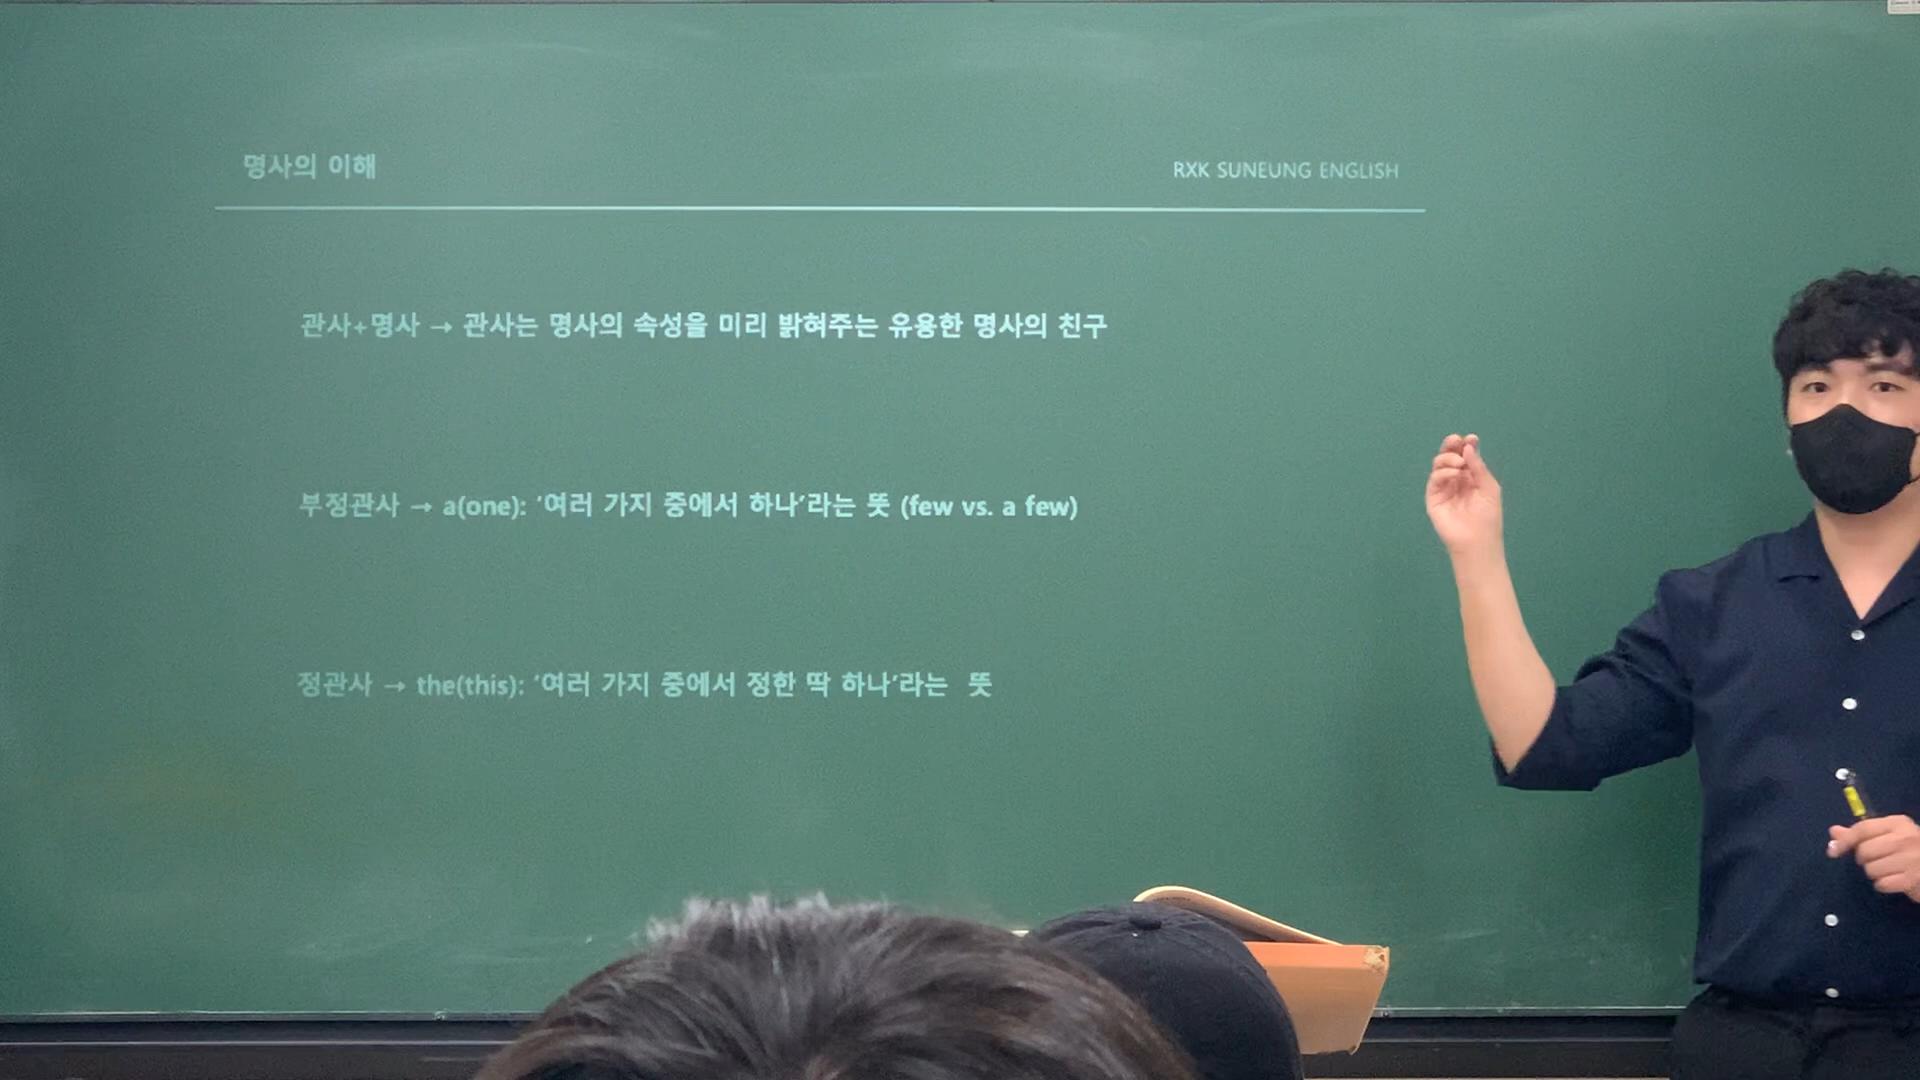 명사의 이해
RXK SUNEUNG ENGLISH
관사+명사 → 관사는 명사의 속성을 미리 밝혀주는 유용한 명사의 친구
부정관사 → a(one): ‘여러 가지 중에서 하나’라는 뜻 (few vs. a few)
정관사 → the(this): ‘여러 가지 중에서 정한 딱 하나’라는 뜻